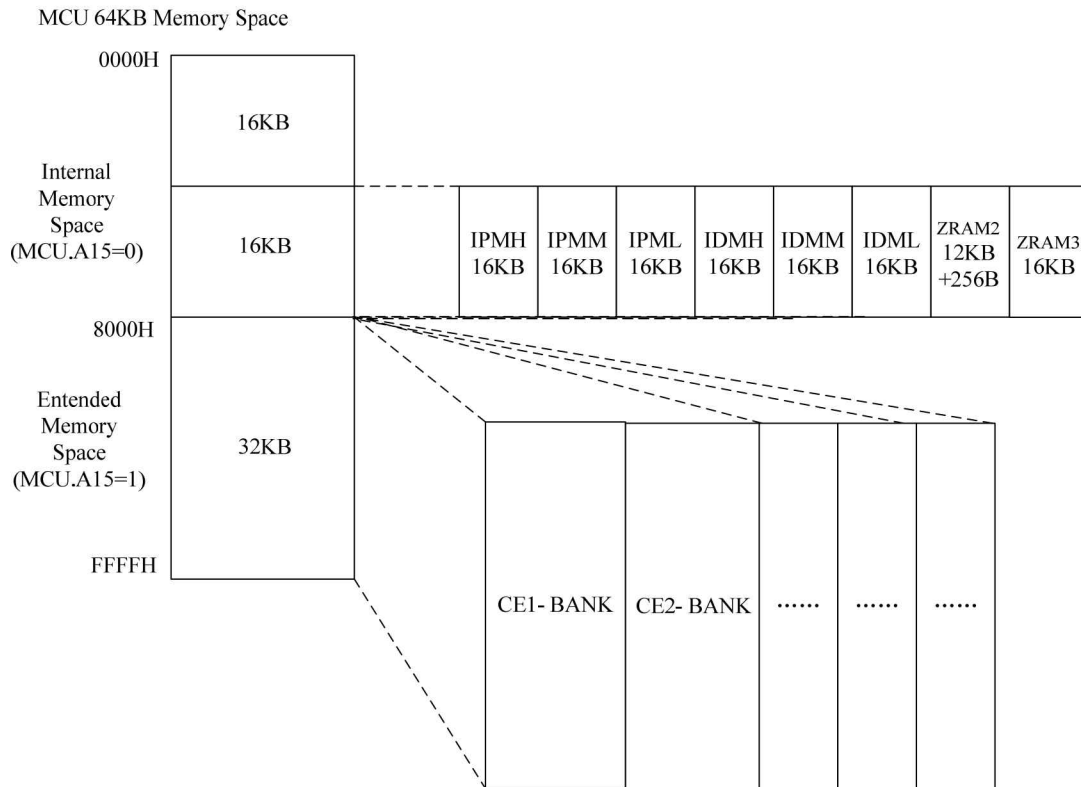 MCU 64KB Memory Space
0000H
16KB
Internal
Memory
Space
(MCU.A15=0)
16KB
IPMH
16KB
IPMM
16KB
IPML
16KB
IDMH
16KB
IDMM
16KB
IDML
16KB
ZRAM2
12KB
+256B
ZRAM3
16KB
8000H
Entended
Memory
Space
(MCU.A15=1)
32KB
FFFFH
CE1- BANK
CE2- BANK
......
......
......